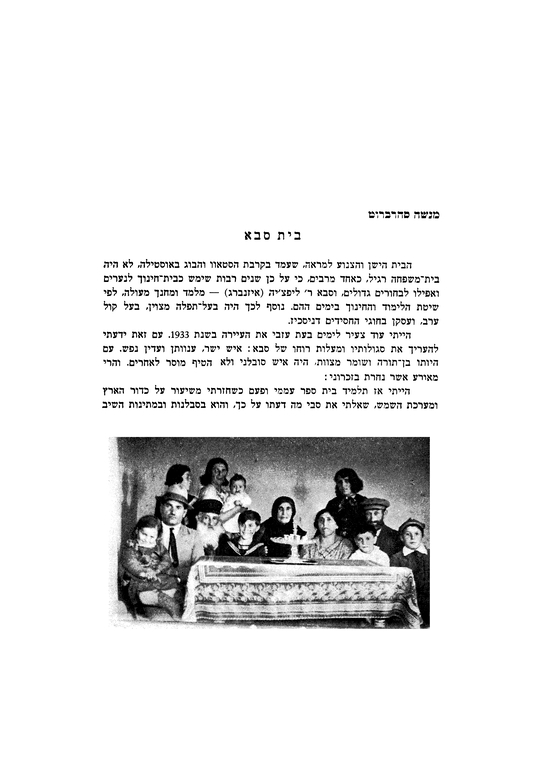 מנשה סהרברוט
בית סבא
הבית הישן והצנוע למראה, שעמד בקרבת הסטאוו והבוג באוסטילה, לא היה
בית־משפחה רגיל, כאחד מרבים, כי על כן שנים רבות שימש כבית־חינוך לנערים
ואפילו לבחורים גדולים, וסבא ר׳ ליפצ׳יה (איזנברג) — מלמד ומחנך מעולה, לפי
שיטת הלימוד והחינוך בימים ההם. נוסף לכך היה בעל־תפלה מצוין, בעל קול
ערב, ועסקן בחוגי החסידים דניסכיז.
הייתי עוד צעיר לימים בעת עזבי את העיירה בשנת 1933. עם זאת ידעתי
להעריך את סגולותיו ומעלות רוחו של סבא: איש ישר, ענוותן ועדין נפש. עם
היותו בן־תורה ושומר מצוות, היה איש סובלני ולא הטיף מוסר לאחרים. והרי
מאורע אשר נחרת בזכרוני:
הייתי אז תלמיד בית ספר עממי ופעם כשחזרתי משיעור על כדור הארץ
ומערכת השמש, שאלתי את סבי מה דעתו על כך, והוא בסבלנות ובמתינות השיב